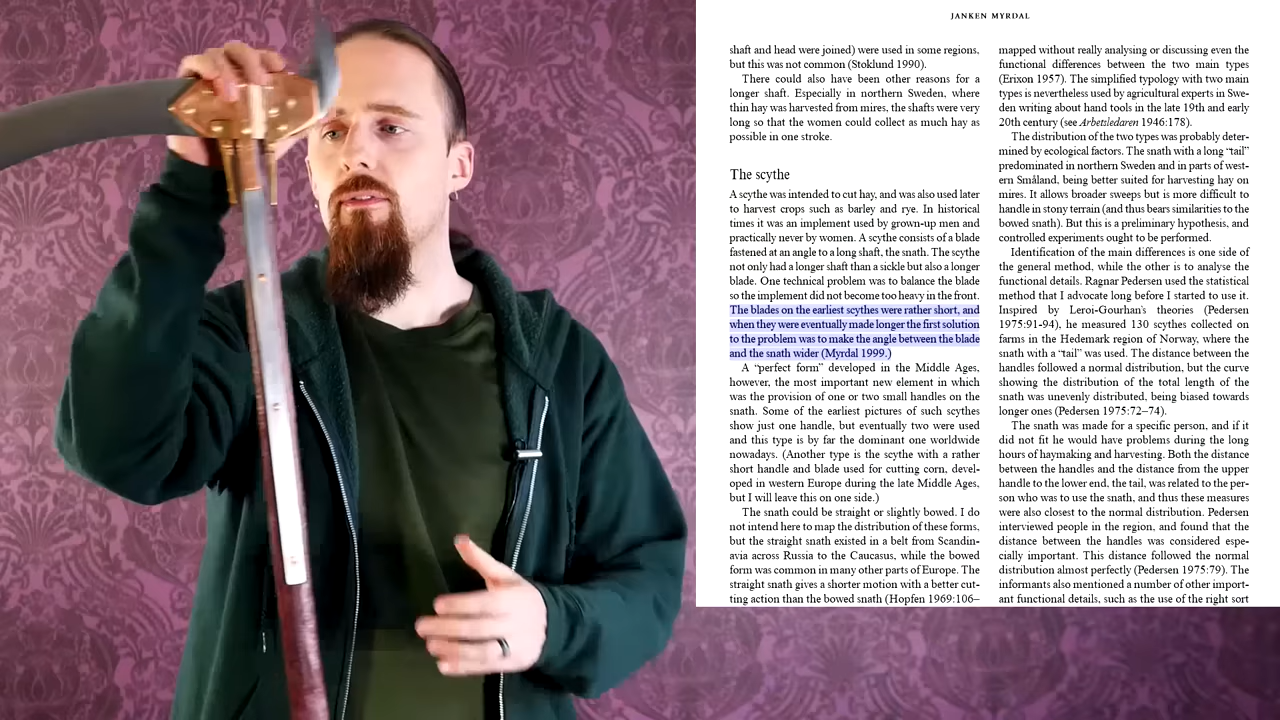 JANKEN MYRDAL
shaft and head were joined) were used in some regions,
but this was not common (Stoklund 1990).
There could also have been other reasons for a
longer shaft. Especially in northern Sweden, where
thin hay was harvested from mires, the shafts were very
long so that the women could collect as much hay as
possible in one stroke.
The scythe
A scythe was intended to cut hay, and was also used later
to harvest crops such as barley and rye. In historical
times it was an implement used by grown-up men and
practically never by women. A scythe consists of a blade
fastened at an angle to a long shaft, the snath. The scythe
not only had a longer shaft than a sickle but also a longer
blade. One technical problem was to balance the blade
so the implement did not become too heavy in the front.
The blades on the earliest scythes were rather short, and
when they were eventually made longer the first solution
to the problem was to make the angle between the blade
and the snath wider (Myrdal 1999.)
A “perfect form” developed in the Middle Ages,
however, the most important new element in which
was the provision of one or two small handles on the
snath. Some of the earliest pictures of such scythes
show just one handle, but eventually two were used
and this type is by far the dominant one worldwide
nowadays. (Another type is the scythe with a rather
short handle and blade used for cutting corn, devel-
oped in western Europe during the late Middle Ages,
but I will leave this on one side.)
The snath could be straight or slightly bowed. I do
not intend here to map the distribution of these forms,
but the straight snath existed in a belt from Scandin-
avia across Russia to the Caucasus, while the bowed
form was common in many other parts of Europe. The
straight snath gives a shorter motion with a better cut-
ting action than the bowed snath (Hopfen 1969:106–
mapped without really analysing or discussing even the
functional differences between the two main types
(Erixon 1957). The simplified typology with two main
types is nevertheless used by agricultural experts in Swe-
den writing about hand tools in the late 19th and early
20th century (see Arbetsledaren 1946:178).
The distribution of the two types was probably deter-
mined by ecological factors. The snath with a long “tail”
predominated in northern Sweden and in parts of west-
ern Småland, being better suited for harvesting hay on
mires. It allows broader sweeps but is more difficult to
handle in stony terrain (and thus bears similarities to the
bowed snath). But this is a preliminary hypothesis, and
controlled experiments ought to be performed.
Identification of the main differences is one side of
the general method, while the other is to analyse the
functional details. Ragnar Pedersen used the statistical
method that I advocate long before I started to use it.
Inspired by Leroi-Gourhan's theories (Pedersen
1975:91-94), he measured 130 scythes collected on
farms in the Hedemark region of Norway, where the
snath with a “tail” was used. The distance between the
handles followed a normal distribution, but the curve
showing the distribution of the total length of the
snath was unevenly distributed, being biased towards
longer ones (Pedersen 1975:72–74).
The snath was made for a specific person, and if it
did not fit he would have problems during the long
hours of haymaking and harvesting. Both the distance
between the handles and the distance from the upper
handle to the lower end, the tail, was related to the per-
son who was to use the snath, and thus these measures
were also closest to the normal distribution. Pedersen
interviewed people in the region, and found that the
distance between the handles was considered espe-
cially important. This distance followed the normal
distribution almost perfectly (Pedersen 1975:79). The
informants also mentioned a number of other import-
ant functional details, such as the use of the right sort